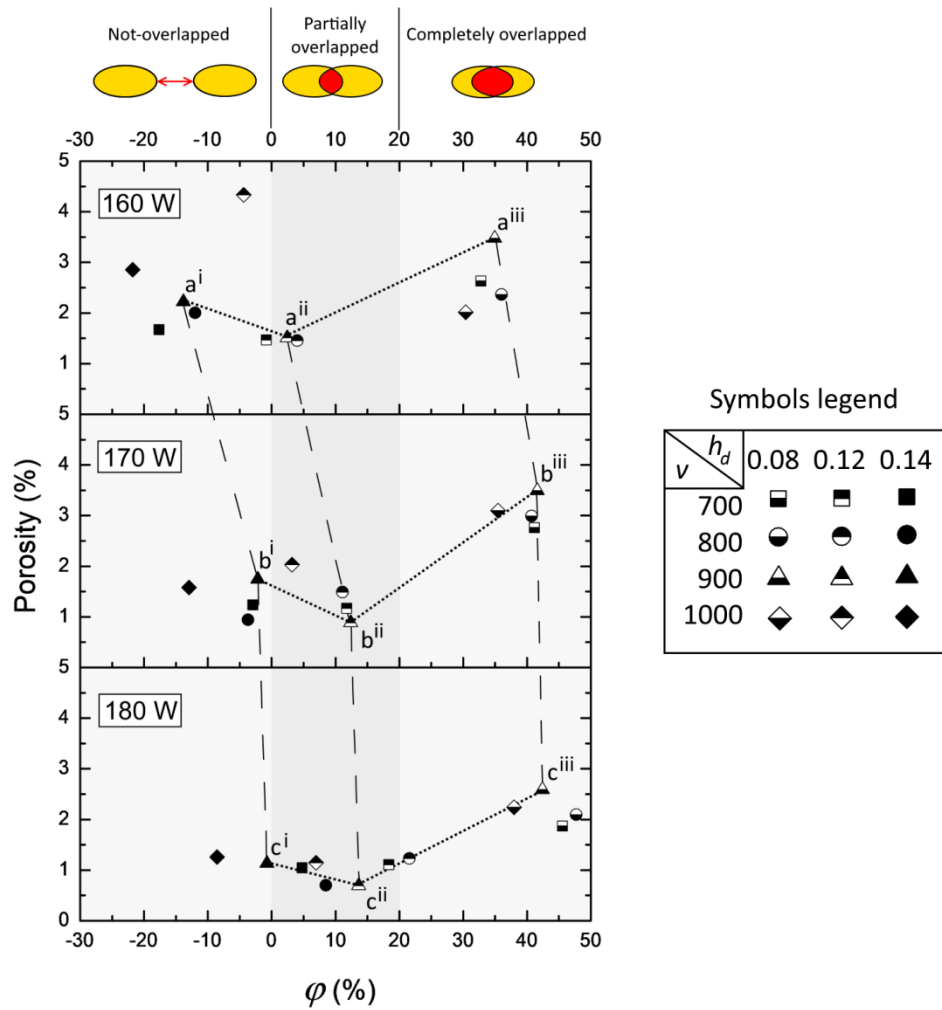 Not-overlapped
Partially
overlapped
Completely overlapped
-30 -20 -10 0 10 20 30 40 50
5
4
3
2
1
160 W
a^i
a^ii
a^iii
5
4
3
2
1
170 W
b^i
b^ii
b^iii
5
4
3
2
1
0
180 W
c^i
c^ii
c^iii
Porosity (%)
-30 -20 -10 0 10 20 30 40 50
φ (%)
Symbols legend
v h_d 0.08 0.12 0.14
700
800
900
1000